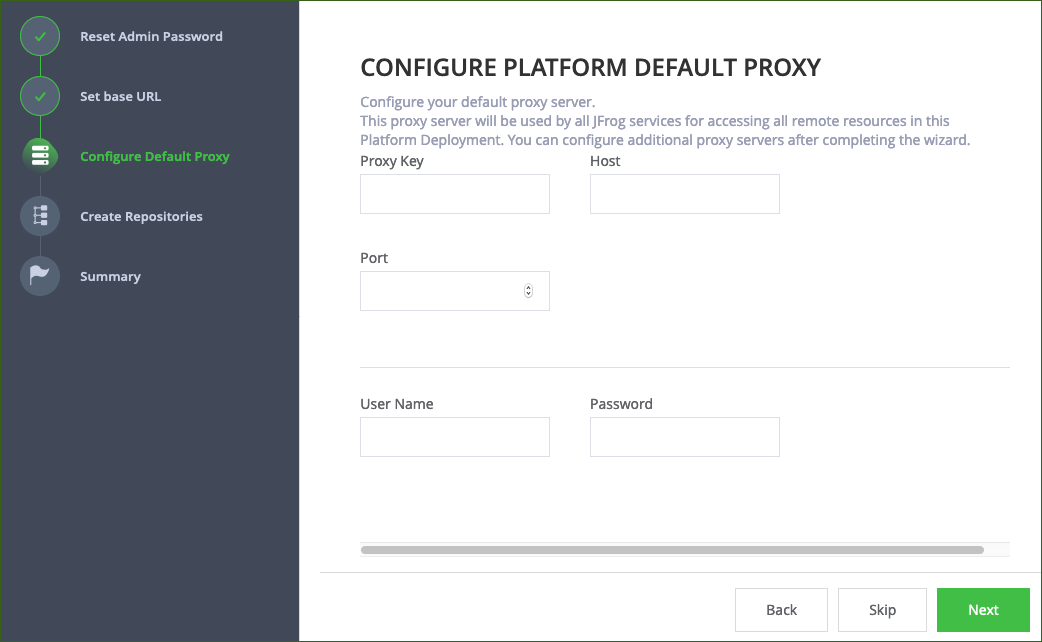 Reset Admin Password
Set base URL
Configure Default Proxy
Create Repositories
Summary
CONFIGURE PLATFORM DEFAULT PROXY
Configure your default proxy server.
This proxy server will be used by all JFrog services for accessing all remote resources in this
Platform Deployment. You can configure additional proxy servers after completing the wizard.
Proxy Key
Host
Port
User Name
Password
Back
Skip
Next